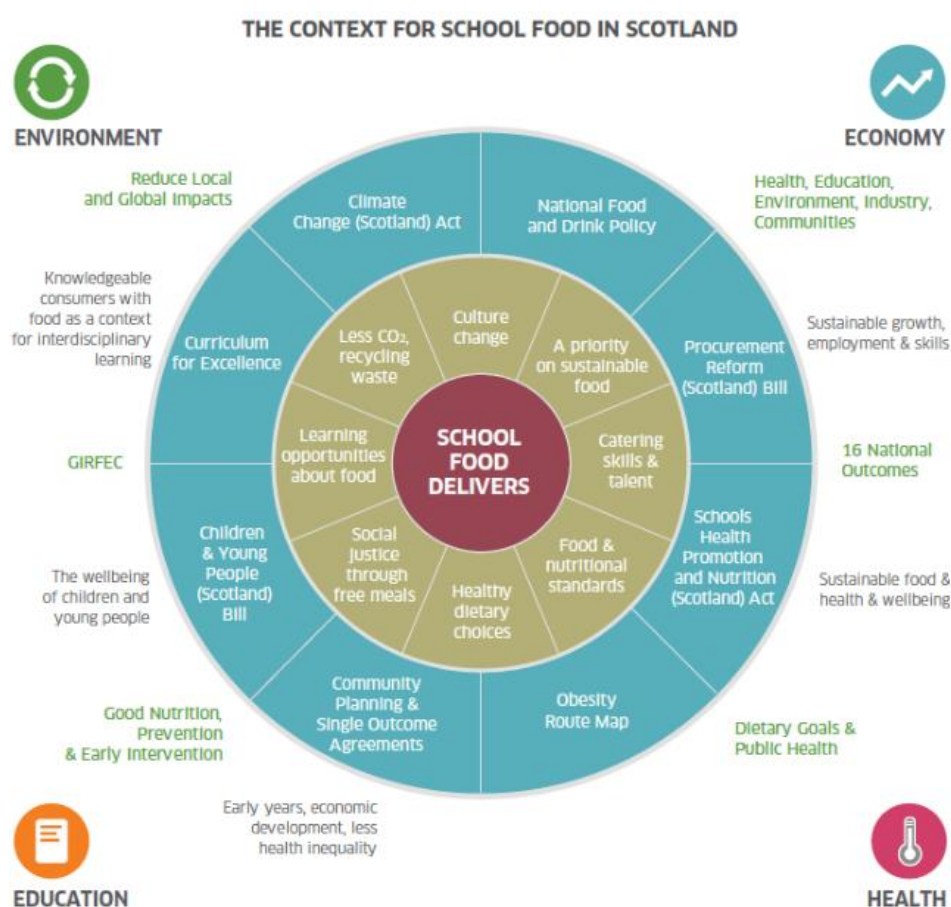 THE CONTEXT FOR SCHOOL FOOD IN SCOTLAND
ENVIRONMENT
ECONOMY
Reduce Local
and Global Impacts
Health, Education,
Environment, Industry,
Communities
Climate
Change (Scotland) Act
National Food
and Drink Policy
Knowledgeable
consumers with
food as a context
for interdisciplinary
learning
Curriculum
for Excellence
Less CO₂,
recycling
waste
Culture
change
A priority
on sustainable
food
Procurement
Reform
(Scotland) Bill
Sustainable growth,
employment & skills
GIRFEC
Learning
opportunities
about food
SCHOOL
FOOD
DELIVERS
Catering
skills &
talent
16 National
Outcomes
Children
& Young
People
(Scotland)
Bill
Social
justice
through
free meals
Healthy
dietary
choices
Food &
nutritional
standards
Schools
Health
Promotion
and Nutrition
(Scotland) Act
The wellbeing
of children and
young people
Sustainable food &
health & wellbeing
Community
Planning &
Single Outcome
Agreements
Obesity
Route Map
Good Nutrition,
Prevention
& Early Intervention
Dietary Goals &
Public Health
Early years, economic
development, less
health inequality
EDUCATION
HEALTH